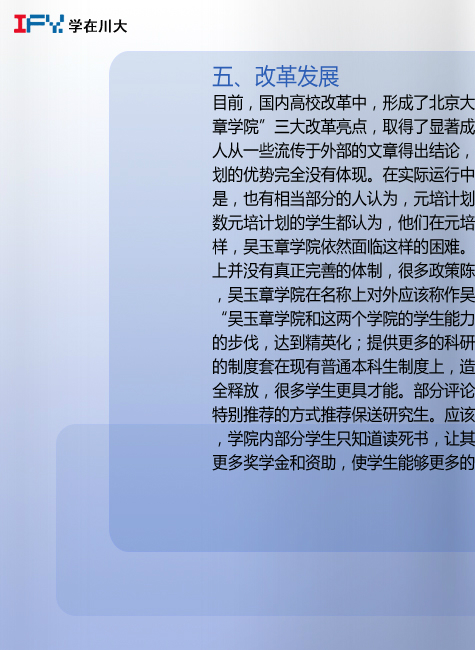 IFY 学在川大
五、改革发展
目前，国内高校改革中，形成了北京大
章学院”三大改革亮点，取得了显著成
人从一些流传于外部的文章得出结论，
划的优势完全没有体现。在实际运行中
是，也有相当部分的人认为，元培计划
数元培计划的学生都认为，他们在元培
样，吴玉章学院依然面临这样的困难。
上并没有真正完善的体制，很多政策陈
，吴玉章学院在名称上对外应该称作吴
“吴玉章学院和这两个学院的学生能力
的步伐，达到精英化；提供更多的科研
的制度套在现有普通本科生制度上，造
全释放，很多学生更具才能。部分评论
特别推荐的方式推荐保送研究生。应该
，学院内部分学生只知道读死书，让其
更多奖学金和资助，使学生能够更多的